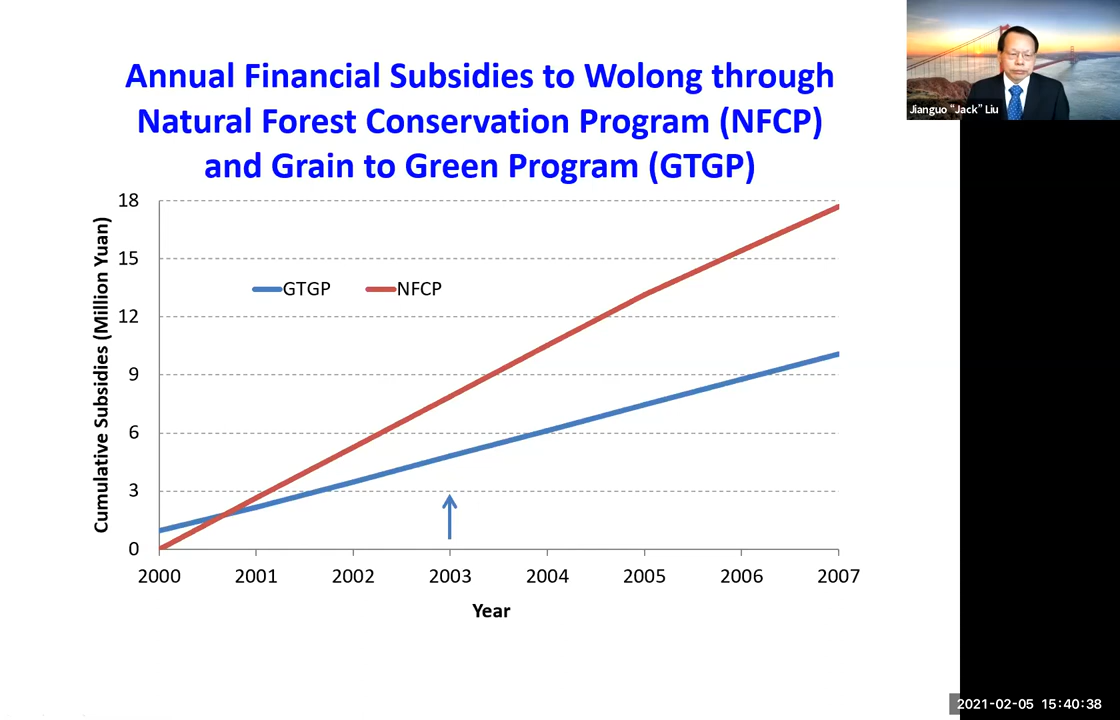 Annual Financial Subsidies to Wolong through
Natural Forest Conservation Program (NFCP)
and Grain to Green Program (GTGP)
Jianguo "Jack" Liu
Cumulative Subsidies (Million Yuan)
18
15
12
9
6
3
0
GTGP
NFCP
2000 2001 2002 2003 2004 2005 2006 2007
Year
2021-02-05 15:40:38